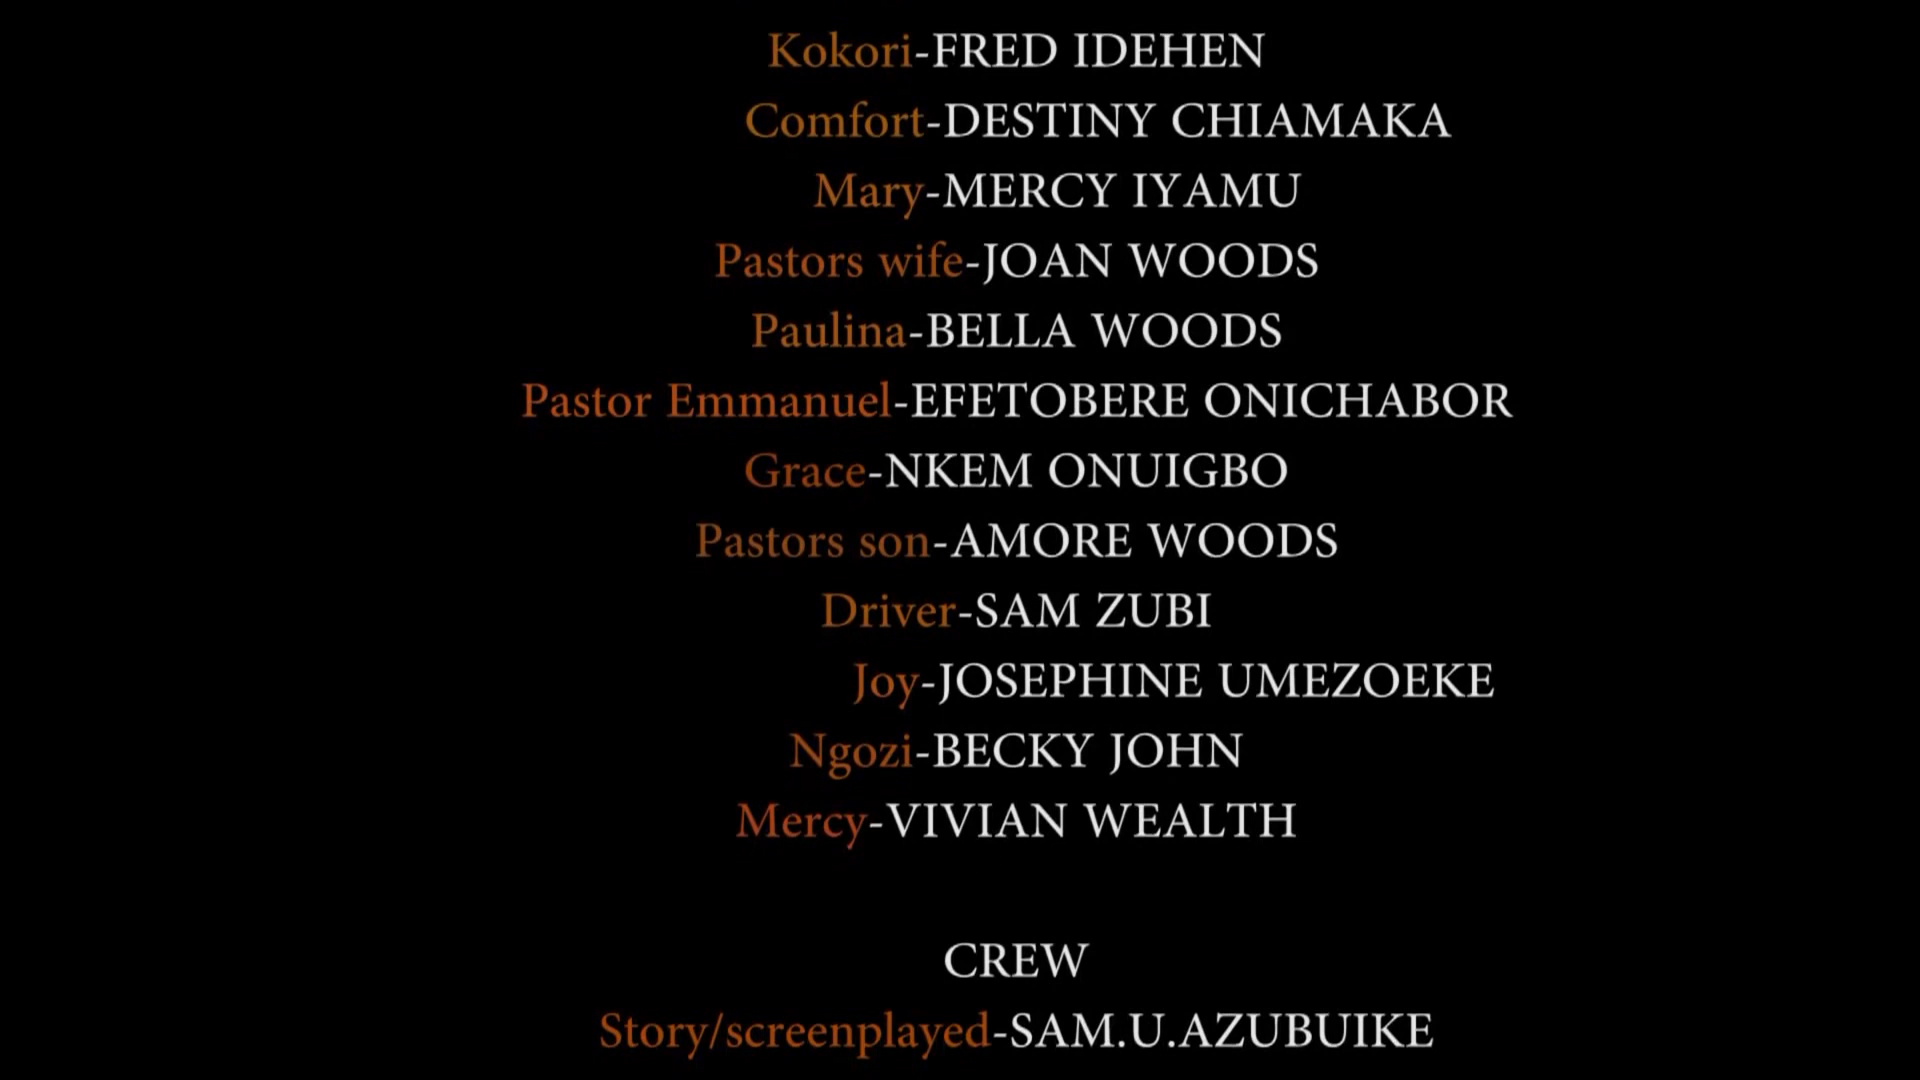 Kokori-FRED IDEHEN
Comfort-DESTINY CHIAMAKA
Mary-MERCY IYAMU
Pastors wife-JOAN WOODS
Paulina-BELLA WOODS
Pastor Emmanuel-EFETOBERE ONICHABOR
Grace-NKEM ONUIGBO
Pastors son-AMORE WOODS
Driver-SAM ZUBI
Joy-JOSEPHINE UMEZOEKE
Ngozi-BECKY JOHN
Mercy-VIVIAN WEALTH
CREW
Story/screenplayed-SAM.U.AZUBUIKE